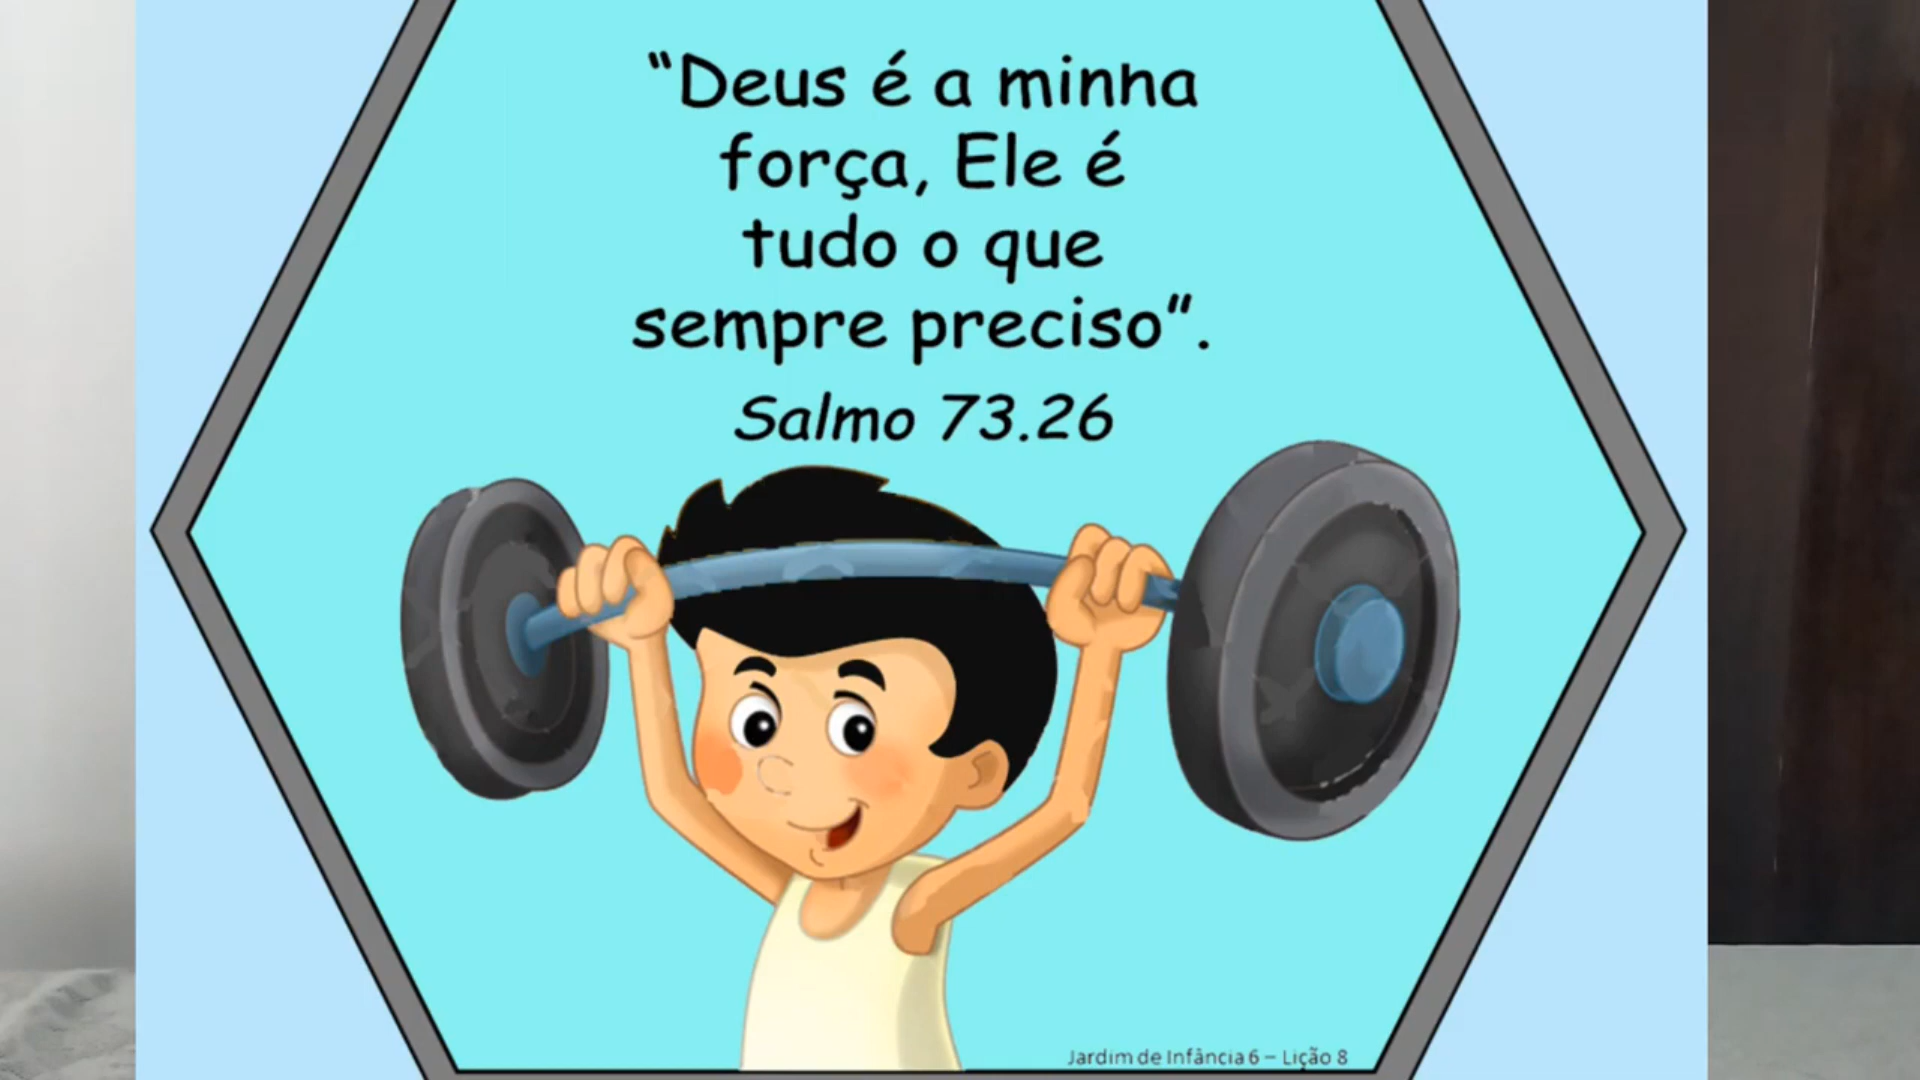 “Deus é a minha
força, Ele é
tudo o que
sempre preciso”.
Salmo 73.26
Jardim de Infância 6 – Lição 8